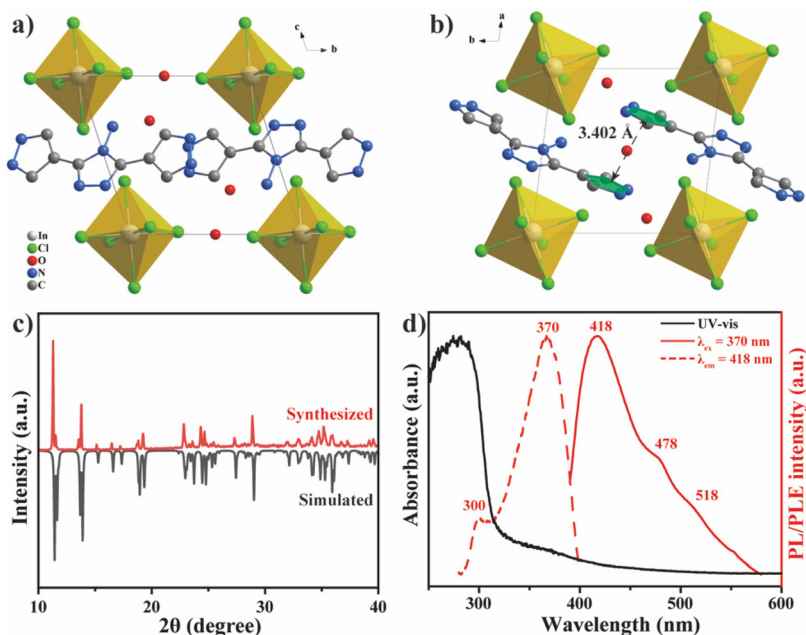 a)
c
b
In
Cl
O
N
C
b)
a
b
3.402 Å
c)
Intensity (a.u.)
Synthesized
Simulated
10 20 30 40
2θ (degree)
d)
Absorbance (a.u.)
370
418
300
478
518
UV-vis
λex = 370 nm
λem = 418 nm
PL/PLE intensity (a.u.)
300 400 500 600
Wavelength (nm)